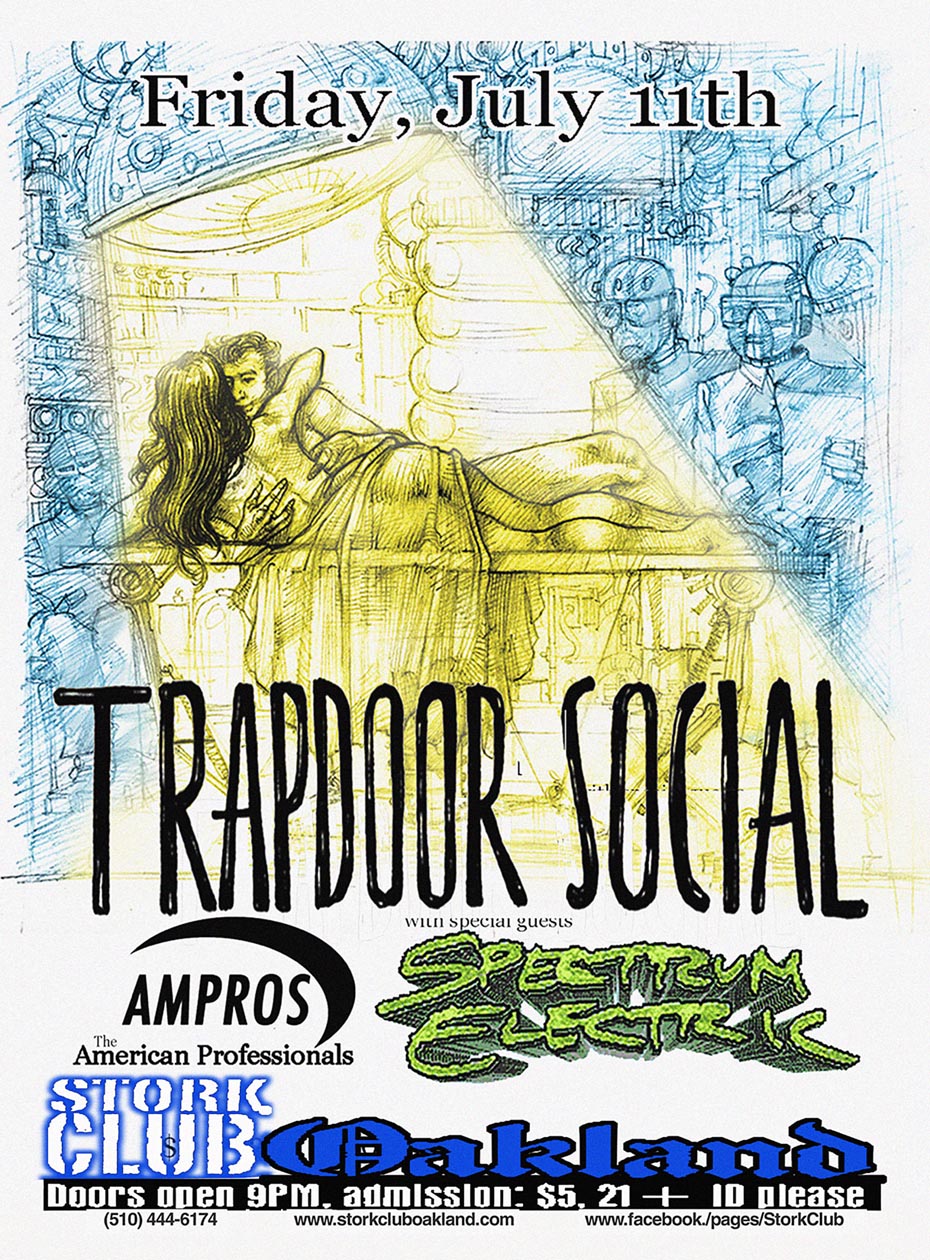 Friday, July 11th
TRAPDOOR SOCIAL
with special guests
AMPROS
The
American Professionals
SPECTRUM
ELECTRIC
STORK
CLUB Oakland
$
Doors open 9PM, admission: $5, 21 + ID please
(510) 444-6174 www.storkcluboakland.com www.facebook./pages/StorkClub